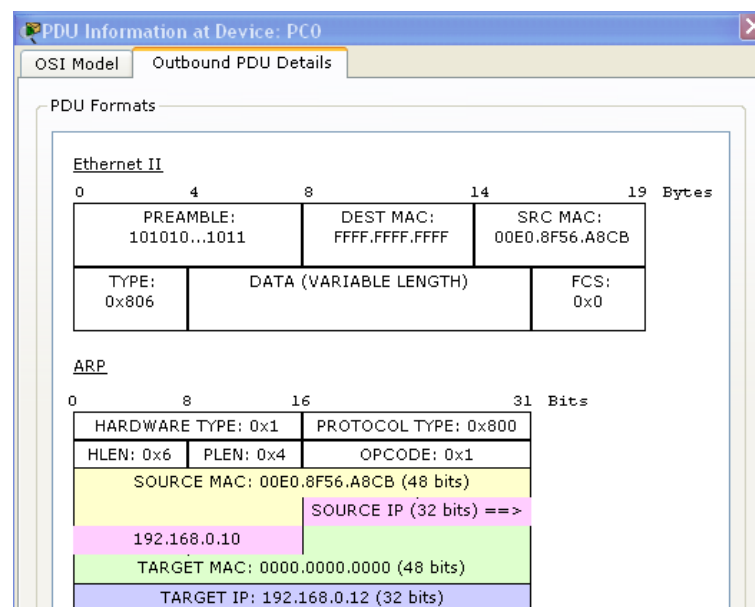 PDU Information at Device: PC0
OSI Model Outbound PDU Details
PDU Formats
Ethernet II
0 4 8 14 19 Bytes
PREAMBLE: DEST MAC: SRC MAC:
101010...1011 FFFF.FFFF.FFFF 00E0.8F56.A8CB
TYPE: DATA (VARIABLE LENGTH) FCS:
0x806 0x0
ARP
0 8 16 31 Bits
HARDWARE TYPE: 0x1 PROTOCOL TYPE: 0x800
HLEN: 0x6 PLEN: 0x4 OPCODE: 0x1
SOURCE MAC: 00E0.8F56.A8CB (48 bits)
SOURCE IP (32 bits) ==>
192.168.0.10
TARGET MAC: 0000.0000.0000 (48 bits)
TARGET IP: 192.168.0.12 (32 bits)